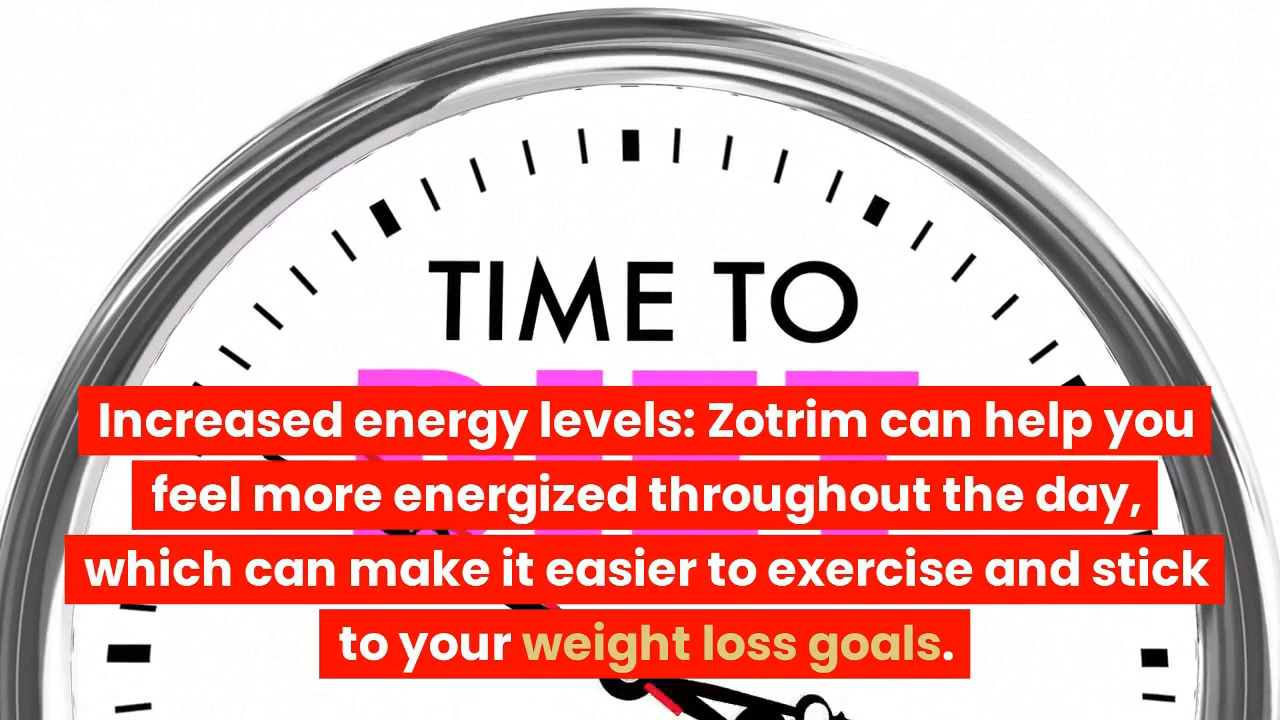 TIME TO
DIET
Increased energy levels: Zotrim can help you
feel more energized throughout the day,
which can make it easier to exercise and stick
to your weight loss goals.